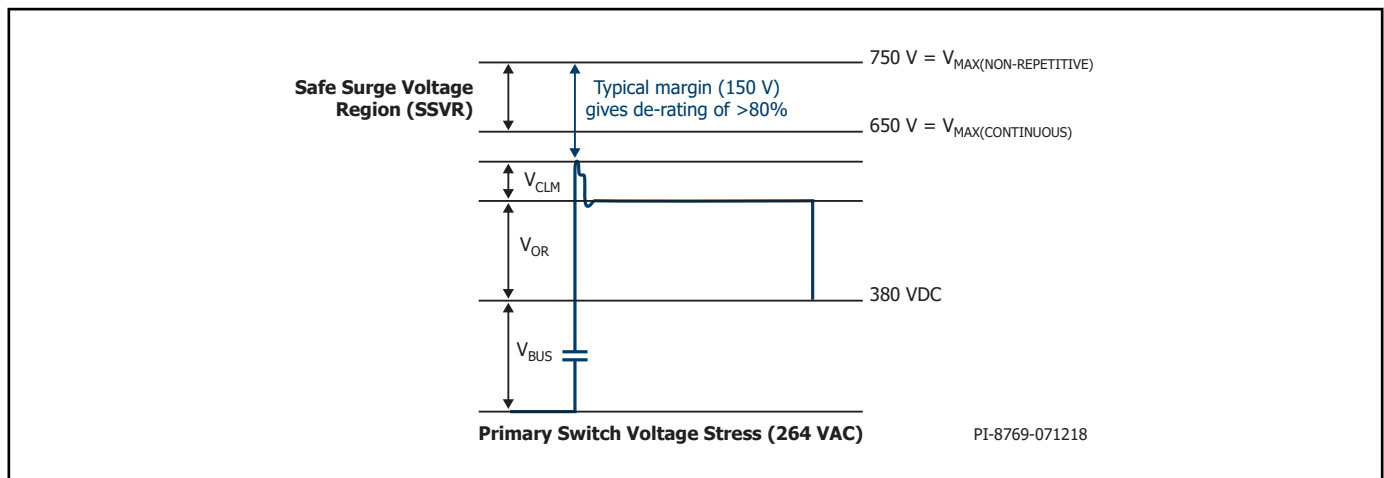 750 V = VMAX(NON-REPETITIVE)
Safe Surge Voltage
Region (SSVR)
Typical margin (150 V)
gives de-rating of >80%
650 V = VMAX(CONTINUOUS)
VCLM
VOR
380 VDC
VBUS
Primary Switch Voltage Stress (264 VAC)
PI-8769-071218